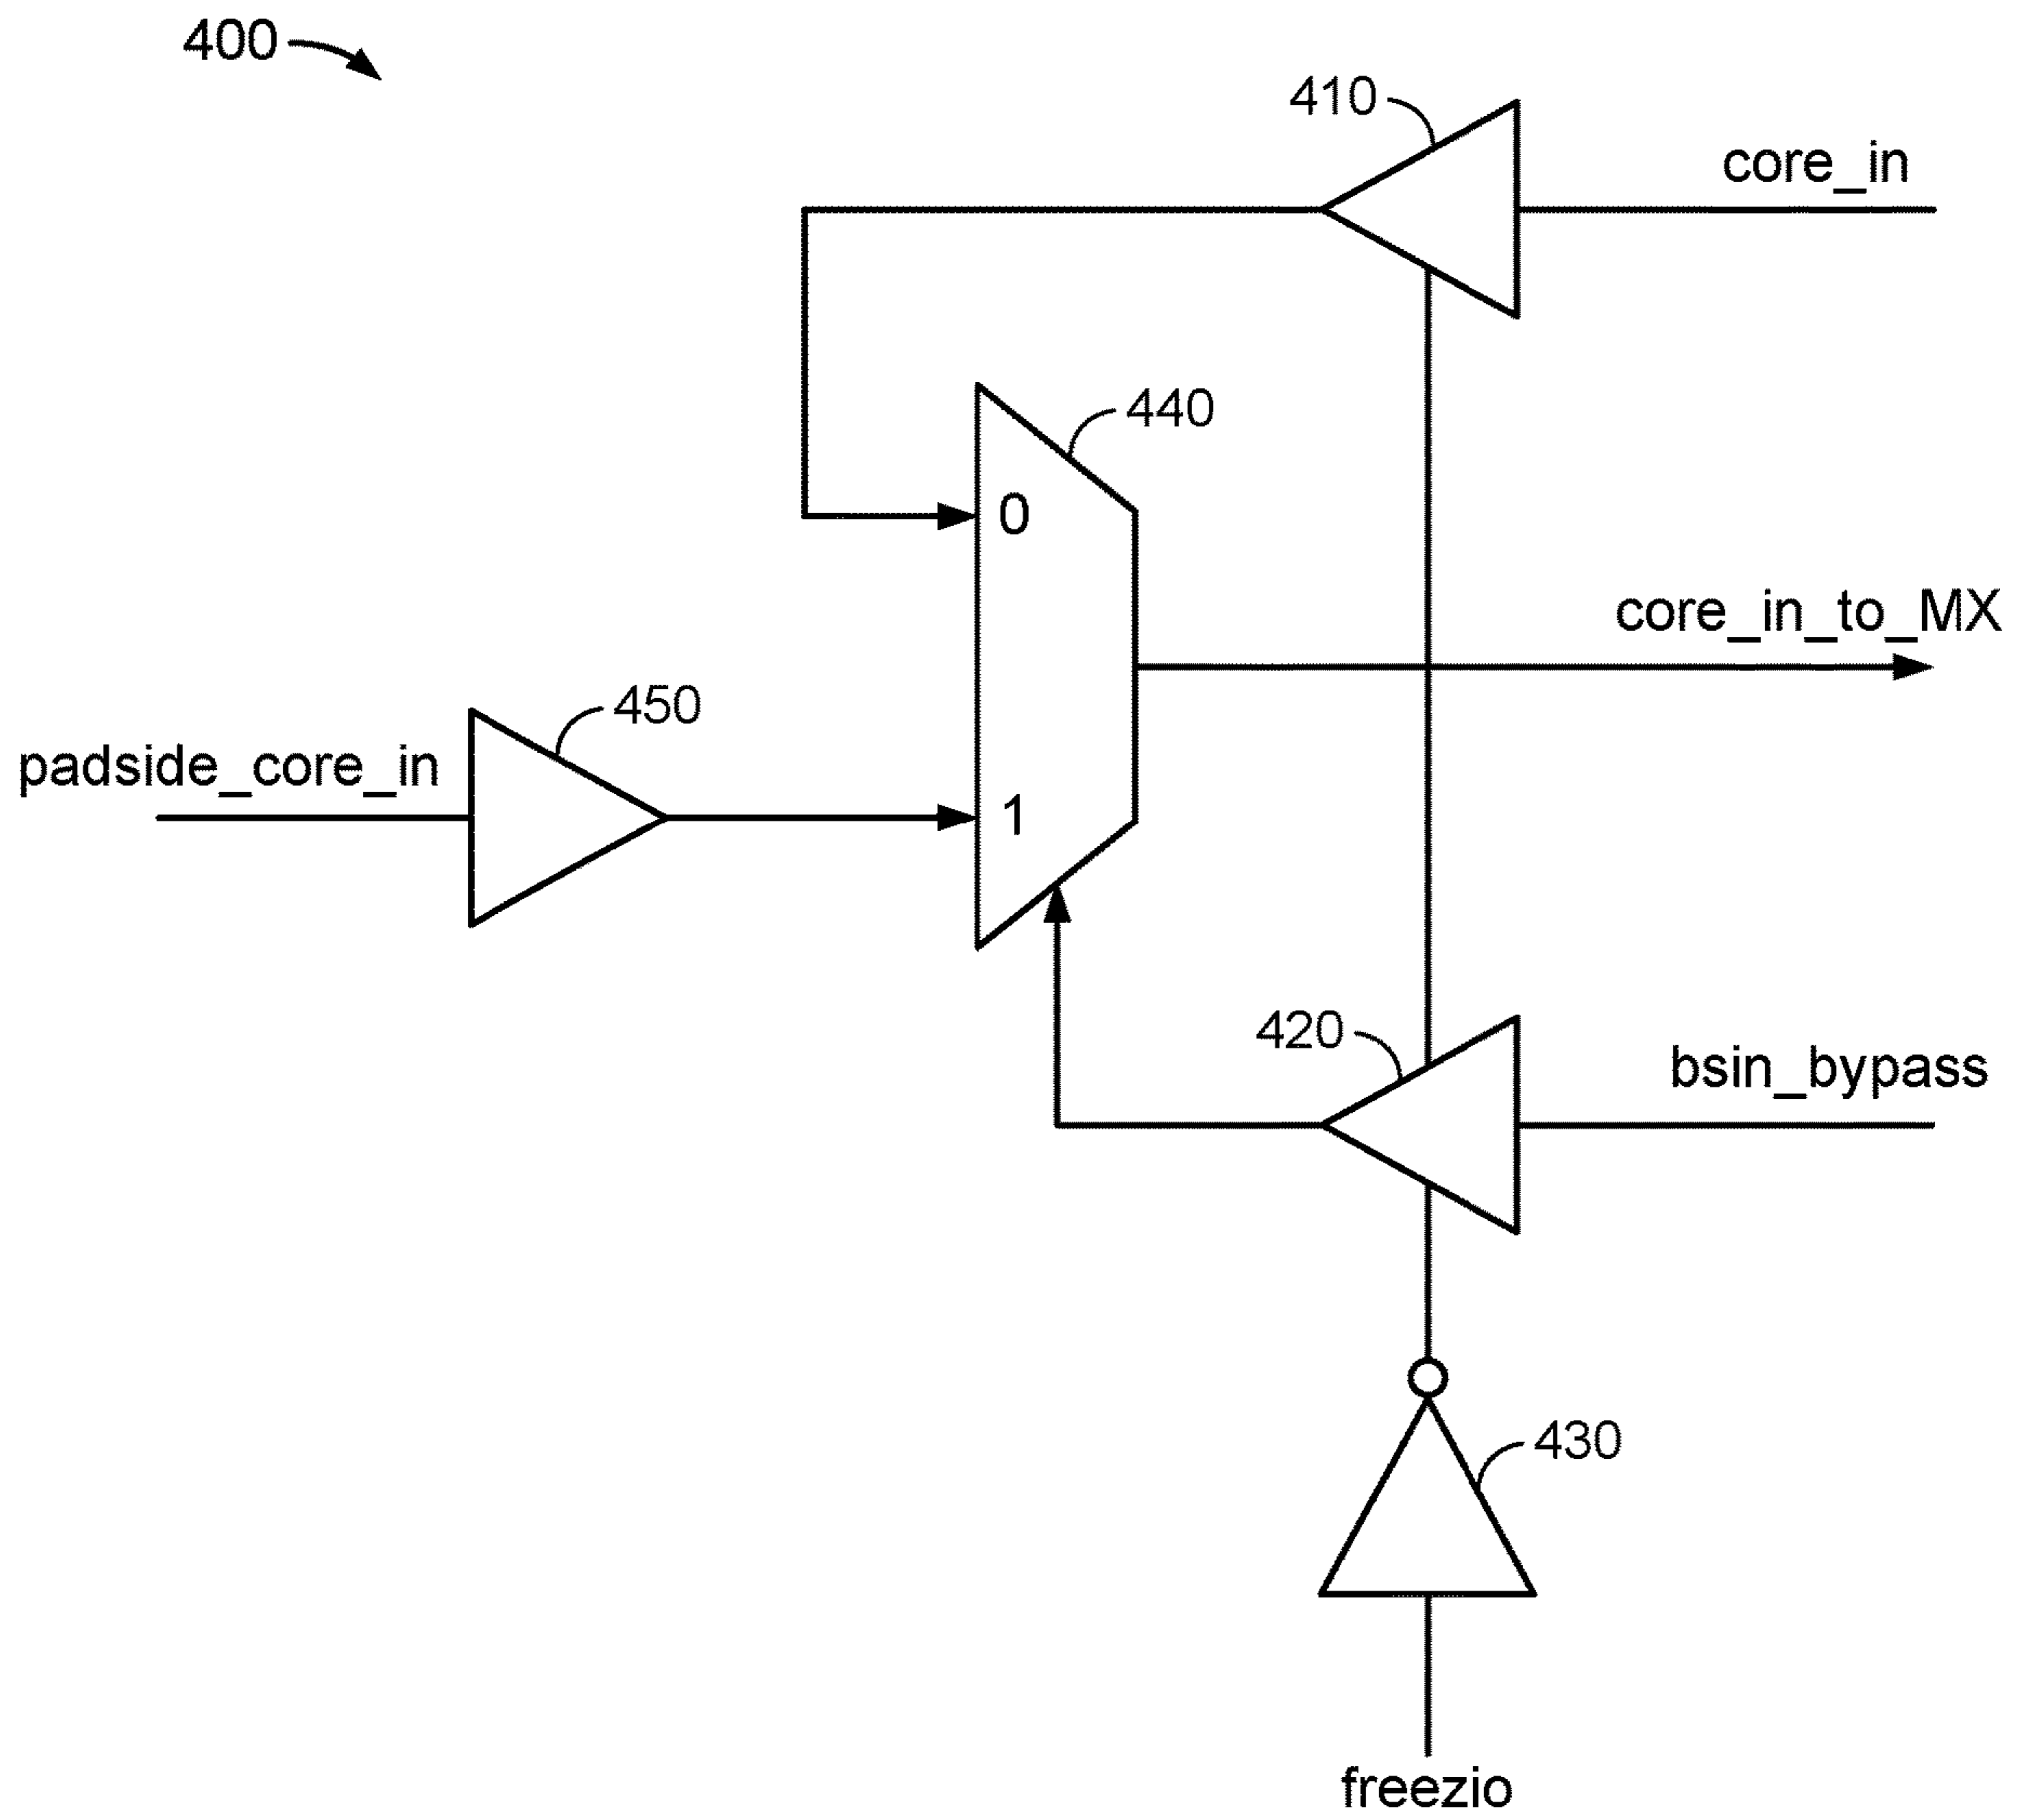 400
410
core_in
440
0
core_in_to_MX
450
padside_core_in
1
420
bsin_bypass
430
freezio